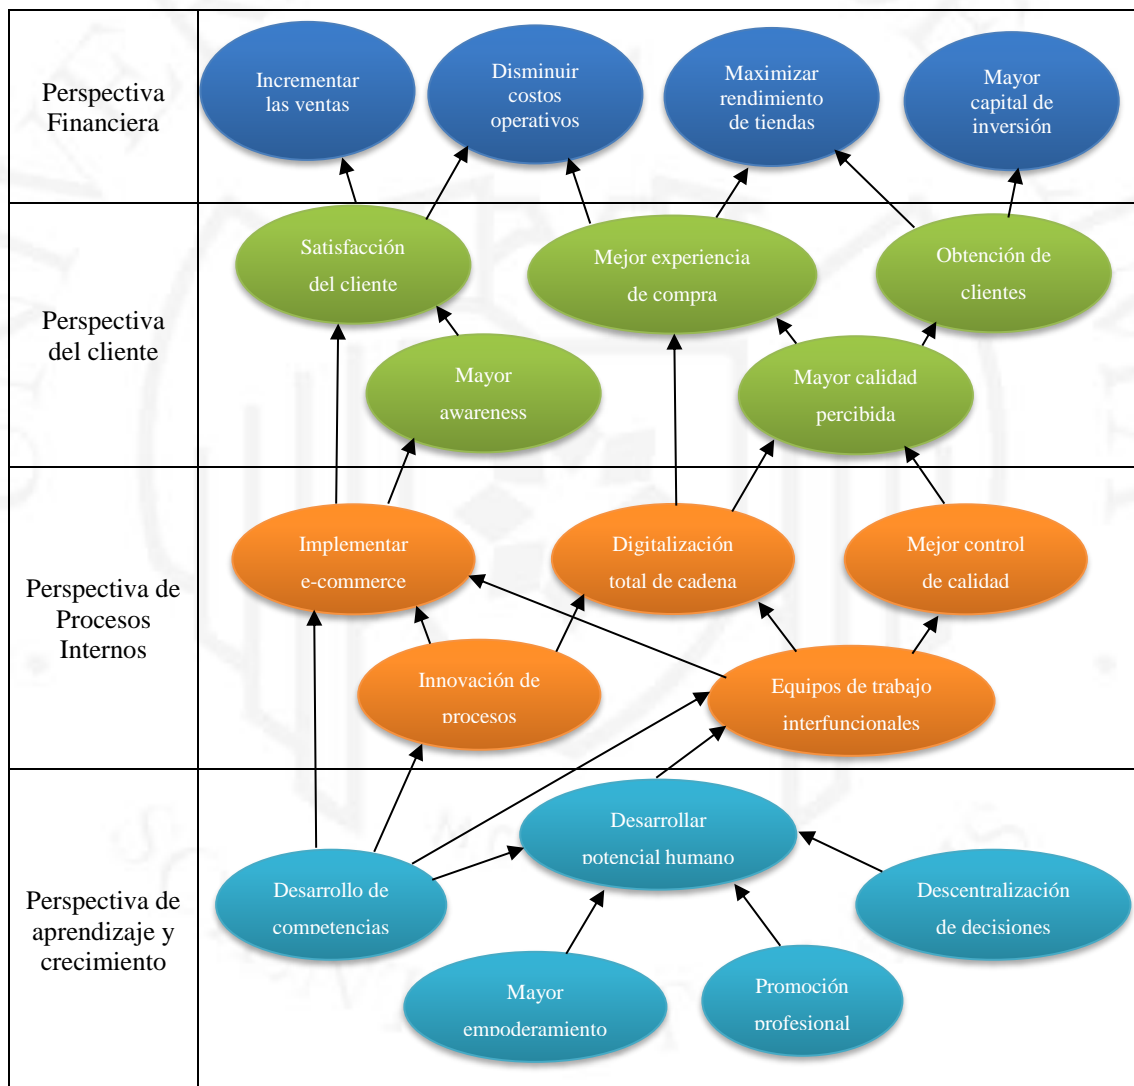 Perspectiva
Financiera
Incrementar
las ventas
Disminuir
costos
operativos
Maximizar
rendimiento
de tiendas
Mayor
capital de
inversión
Perspectiva
del cliente
Satisfacción
del cliente
Mejor experiencia
de compra
Obtención de
clientes
Mayor
awareness
Mayor calidad
percibida
Perspectiva de
Procesos
Internos
Implementar
e-commerce
Digitalización
total de cadena
Mejor control
de calidad
Innovación de
procesos
Equipos de trabajo
interfuncionales
Perspectiva de
aprendizaje y
crecimiento
Desarrollar
potencial humano
Desarrollo de
competencias
Descentralización
de decisiones
Mayor
empoderamiento
Promoción
profesional